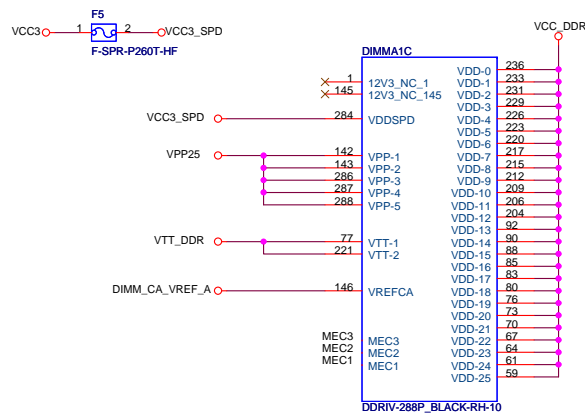 F5
VCC3 1 2 VCC3_SPD
F-SPR-P260T-HF
VCC_DDR
DIMMA1C
1 12V3_NC_1
145 12V3_NC_145
VCC3_SPD 284 VDDSPD
VPP25 142 VPP-1
143 VPP-2
286 VPP-3
287 VPP-4
288 VPP-5
VTT_DDR 77 VTT-1
221 VTT-2
DIMM_CA_VREF_A 146 VREFCA
MEC3 MEC3
MEC2 MEC2
MEC1 MEC1
VDD-0 236
VDD-1 233
VDD-2 231
VDD-3 229
VDD-4 226
VDD-5 223
VDD-6 220
VDD-7 217
VDD-8 215
VDD-9 212
VDD-10 209
VDD-11 206
VDD-12 204
VDD-13 92
VDD-14 90
VDD-15 88
VDD-16 85
VDD-17 83
VDD-18 80
VDD-19 76
VDD-20 73
VDD-21 70
VDD-22 67
VDD-23 64
VDD-24 61
VDD-25 59
DDRIV-288P_BLACK-RH-10